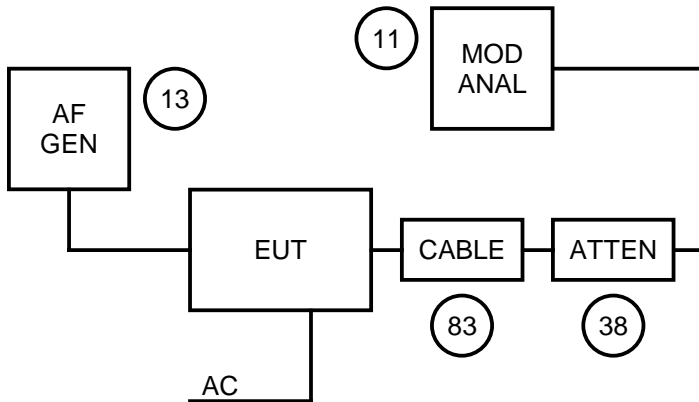 11
MOD
ANAL
AF
GEN
13
EUT
CABLE
ATTEN
83
38
AC